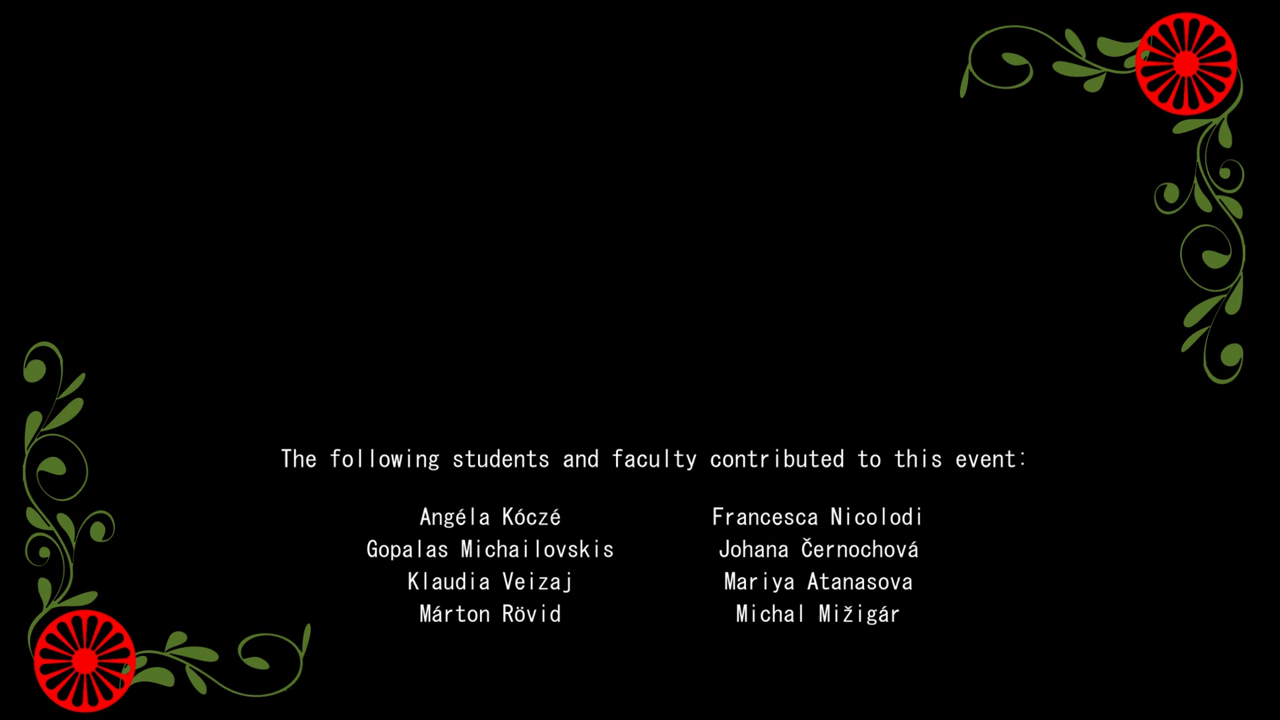 The following students and faculty contributed to this event:
Angéla Kóczé
Gopalas Michailovskis
Klaudia Veizaj
Márton Rövid
Francesca Nicolodi
Johana Černochová
Mariya Atanasova
Michal Mižigár